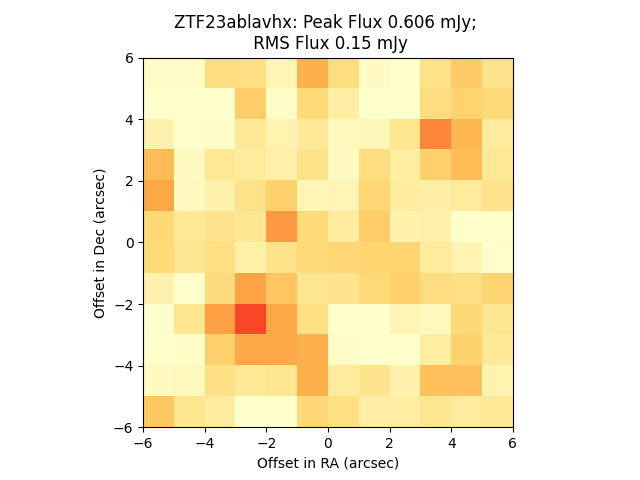 ZTF23ablavhx: Peak Flux 0.606 mJy;
RMS Flux 0.15 mJy
6
4
2
0
−2
−4
−6
Offset in Dec (arcsec)
−6 −4 −2 0 2 4 6
Offset in RA (arcsec)